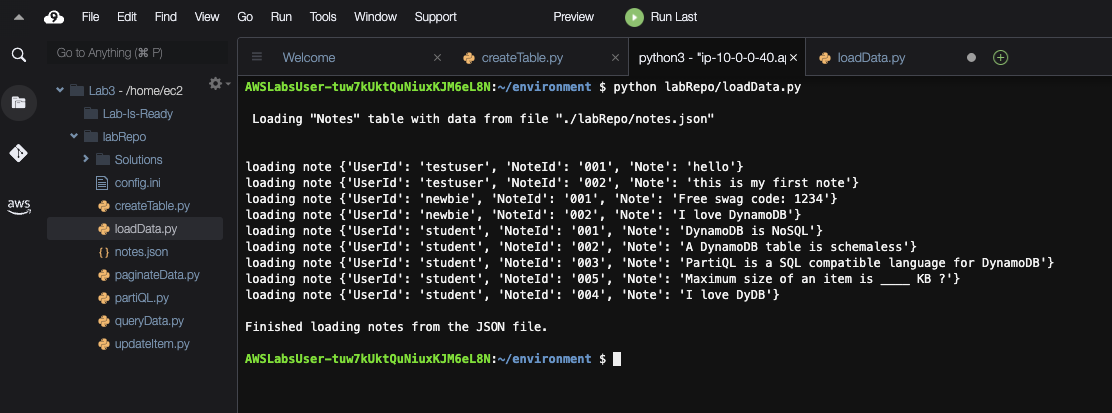 File Edit Find View Go Run Tools Window Support Preview Run Last
Go to Anything (⌘ P)
Lab3 - /home/ec2
Lab-Is-Ready
labRepo
Solutions
config.ini
createTable.py
loadData.py
notes.json
paginateData.py
partiQL.py
queryData.py
updateItem.py
aws
Welcome × createTable.py × python3 - "ip-10-0-0-40.ap × loadData.py
AWSLabsUser-tuw7kUktQuNiuxKJM6eL8N:~/environment $ python labRepo/loadData.py
Loading "Notes" table with data from file "./labRepo/notes.json"
loading note {'UserId': 'testuser', 'NoteId': '001', 'Note': 'hello'}
loading note {'UserId': 'testuser', 'NoteId': '002', 'Note': 'this is my first note'}
loading note {'UserId': 'newbie', 'NoteId': '001', 'Note': 'Free swag code: 1234'}
loading note {'UserId': 'newbie', 'NoteId': '002', 'Note': 'I love DynamoDB'}
loading note {'UserId': 'student', 'NoteId': '001', 'Note': 'DynamoDB is NoSQL'}
loading note {'UserId': 'student', 'NoteId': '002', 'Note': 'A DynamoDB table is schemaless'}
loading note {'UserId': 'student', 'NoteId': '003', 'Note': 'PartiQL is a SQL compatible language for DynamoDB'}
loading note {'UserId': 'student', 'NoteId': '005', 'Note': 'Maximum size of an item is ____ KB ?'}
loading note {'UserId': 'student', 'NoteId': '004', 'Note': 'I love DyDB'}
Finished loading notes from the JSON file.
AWSLabsUser-tuw7kUktQuNiuxKJM6eL8N:~/environment $